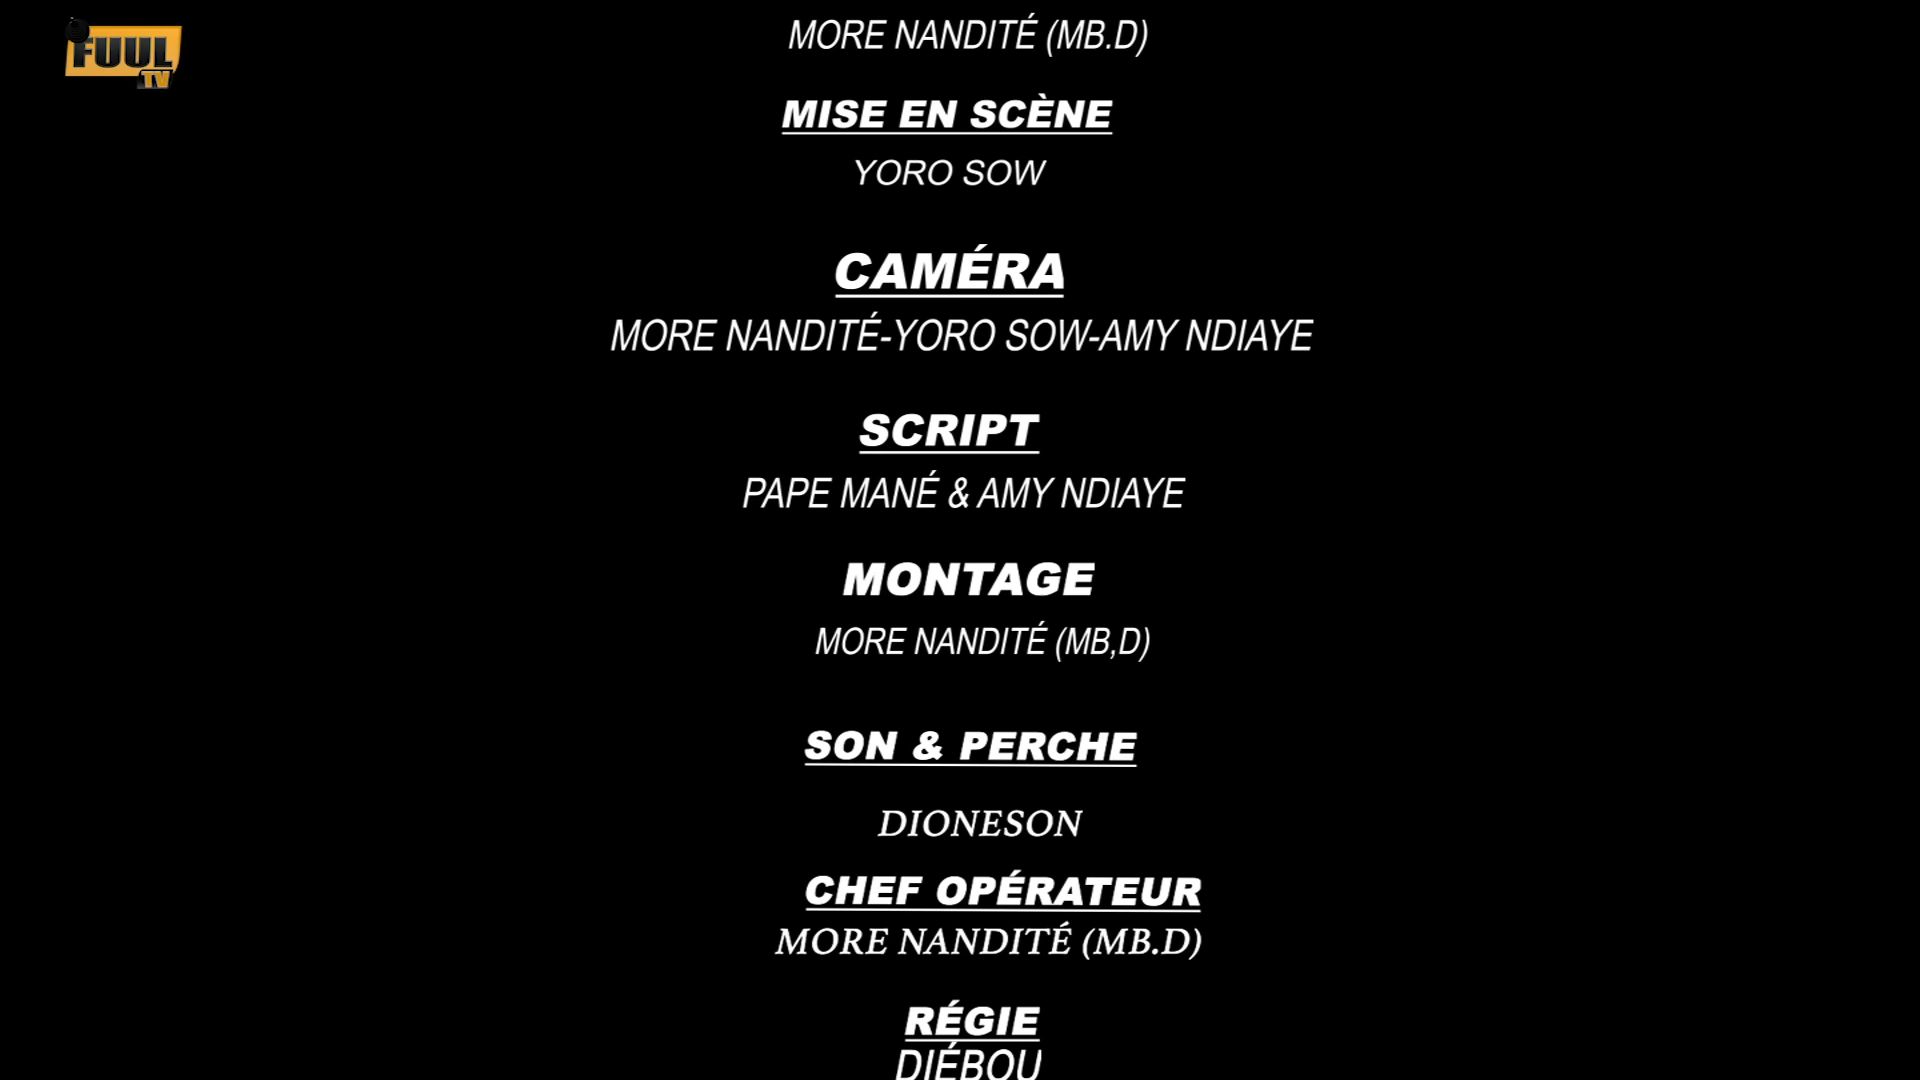 FUUL
TV
MORE NANDITÉ (MB.D)
MISE EN SCÈNE
YORO SOW
CAMÉRA
MORE NANDITÉ-YORO SOW-AMY NDIAYE
SCRIPT
PAPE MANÉ & AMY NDIAYE
MONTAGE
MORE NANDITÉ (MB,D)
SON & PERCHE
DIONESON
CHEF OPÉRATEUR
MORE NANDITÉ (MB.D)
RÉGIE
DIÉBOU